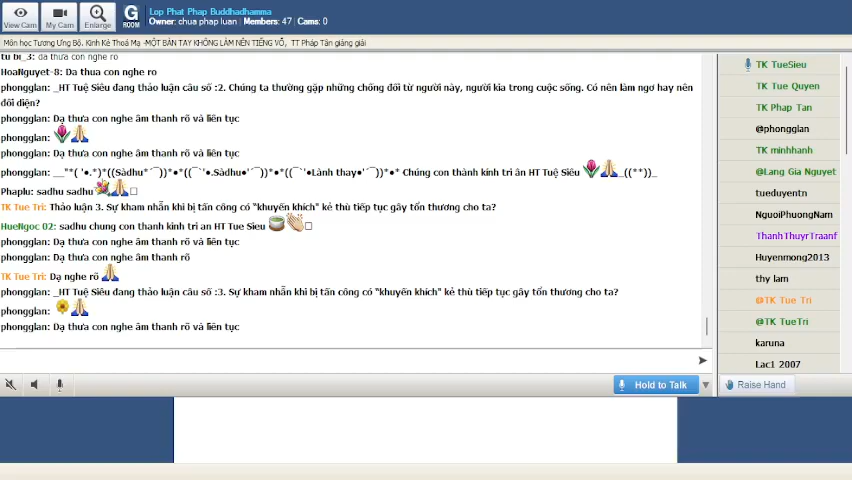 Lop Phat Phap Buddhadhamma
Owner: chua phap luan / Members: 47 / Cams: 0
View Cam
My Cam
Enlarge
G
ROOM
Môn học Tương Ưng Bộ. Kinh Kẻ Thoá Mạ -MỘT BÀN TAY KHÔNG LÀM NÊN TIẾNG VỖ, TT Pháp Tân giảng giải
tu bi_3: da thưa con nghe ro
HoaNguyet-8: Da thua con nghe ro
phongglan: _HT Tuệ Siêu đang thảo luận câu số :2. Chúng ta thường gặp những chống đối từ người này, người kia trong cuộc sống. Có nên làm ngơ hay nên
đối diện?
phongglan: Dạ thưa con nghe âm thanh rõ và liên tục
phongglan: 🌷🙏
phongglan: Dạ thưa con nghe âm thanh rõ và liên tục
phongglan: __"*( '•.*)*((Sàdhu*´¯))*•*((¯`'•.Sàdhu•'´¯))*•*((¯`'•Lành thay•'´¯))*•* Chúng con thành kính tri ân HT Tuệ Siêu 🌷🙏_((**))_
Phaplu: sadhu sadhu 💐🙏□
TK Tue Tri: Thảo luận 3. Sự kham nhẫn khi bị tấn công có "khuyến khích" kẻ thù tiếp tục gây tổn thương cho ta?
HueNgoc 02: sadhu chung con thanh kinh tri an HT Tue Sieu 🍵👏□
phongglan: Dạ thưa con nghe âm thanh rõ và liên tục
phongglan: Dạ thưa con nghe âm thanh rõ
TK Tue Tri: Dạ nghe rõ 🙏
phongglan: _HT Tuệ Siêu đang thảo luận câu số :3. Sự kham nhẫn khi bị tấn công có "khuyến khích" kẻ thù tiếp tục gây tổn thương cho ta?
phongglan: 🌼🙏
phongglan: Dạ thưa con nghe âm thanh rõ và liên tục
Hold to Talk
TK TueSieu
TK Tue Quyen
TK Phap Tan
@phongglan
TK minhhanh
@Lang Gia Nguyet
tueduyentn
NguoiPhuongNam
ThanhThuyrTraanf
Huyenmong2013
thy lam
@TK Tue Tri
@TK TueTri
karuna
Lac1 2007
Raise Hand